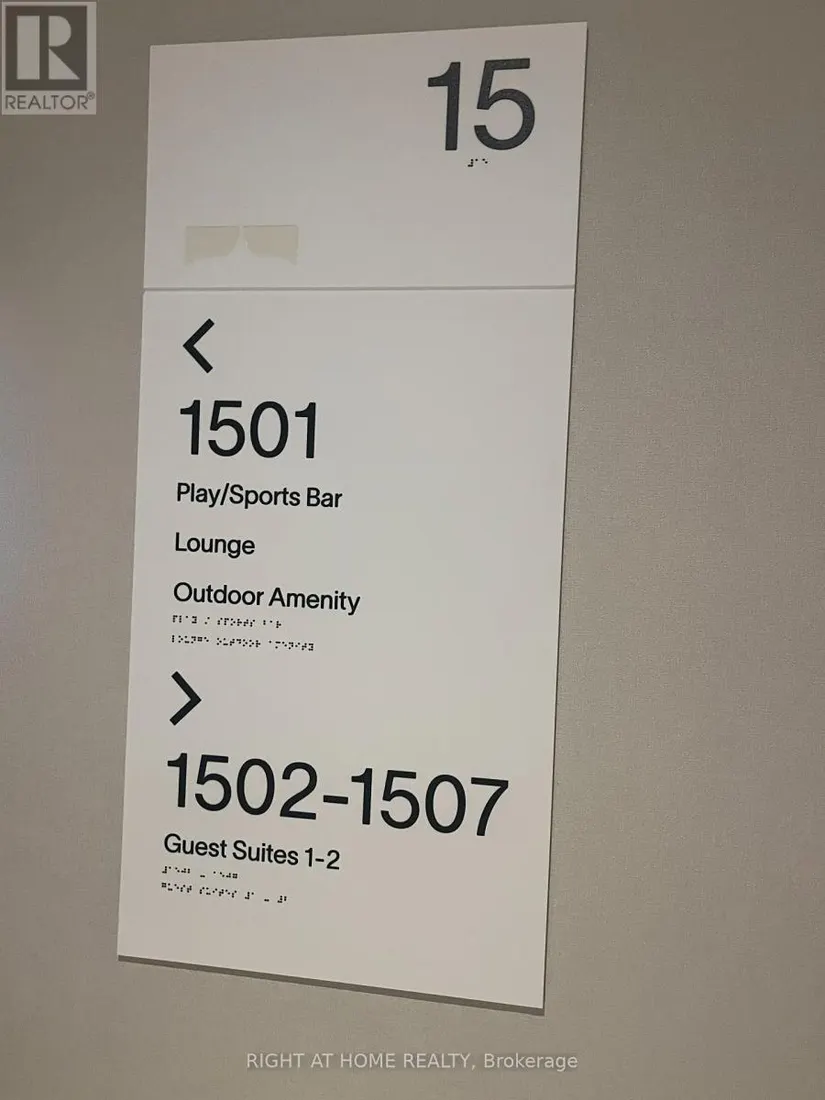 REALTOR®
15
1501
Play/Sports Bar
Lounge
Outdoor Amenity
1502-1507
Guest Suites 1-2
RIGHT AT HOME REALTY, Brokerage